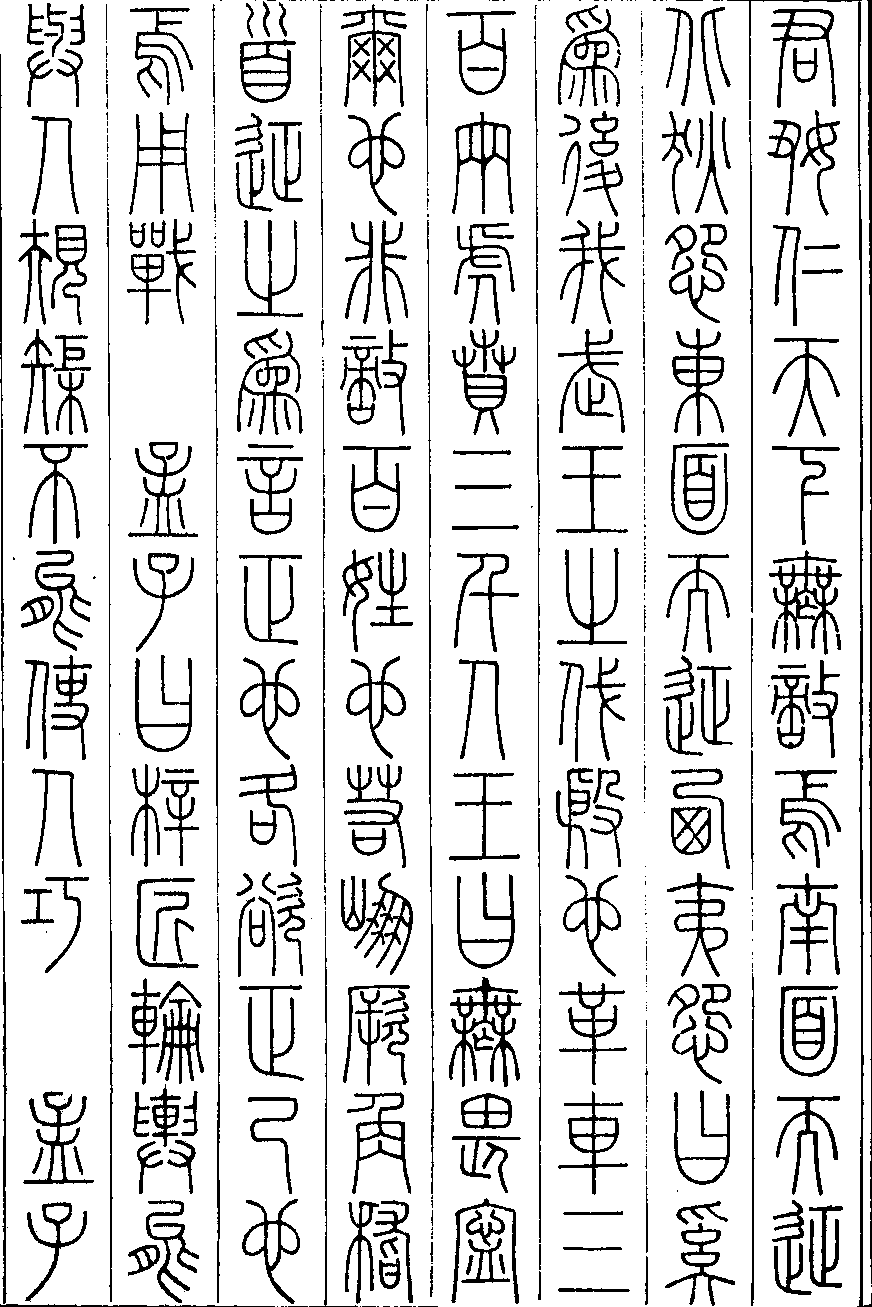 君好仁天下無敵焉南面而征
北狄怨東面而征西夷怨曰奚
為後我武王之伐殷也革車三
百兩虎賁三千人王曰無畏寧
爾也非敵百姓也若崩厥角稽
首征之為言正也各欲正己也
焉用戰　孟子曰梓匠輪輿能
與人規矩不能使人巧　孟子